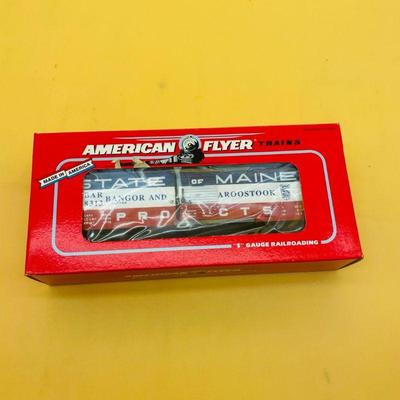 AMERICAN FLYER TRAINS
MADE IN AMERICA
STATE OF MAINE
BAR BANGOR AND AROOSTOOK
PRODUCTS
"S" GAUGE RAILROADING